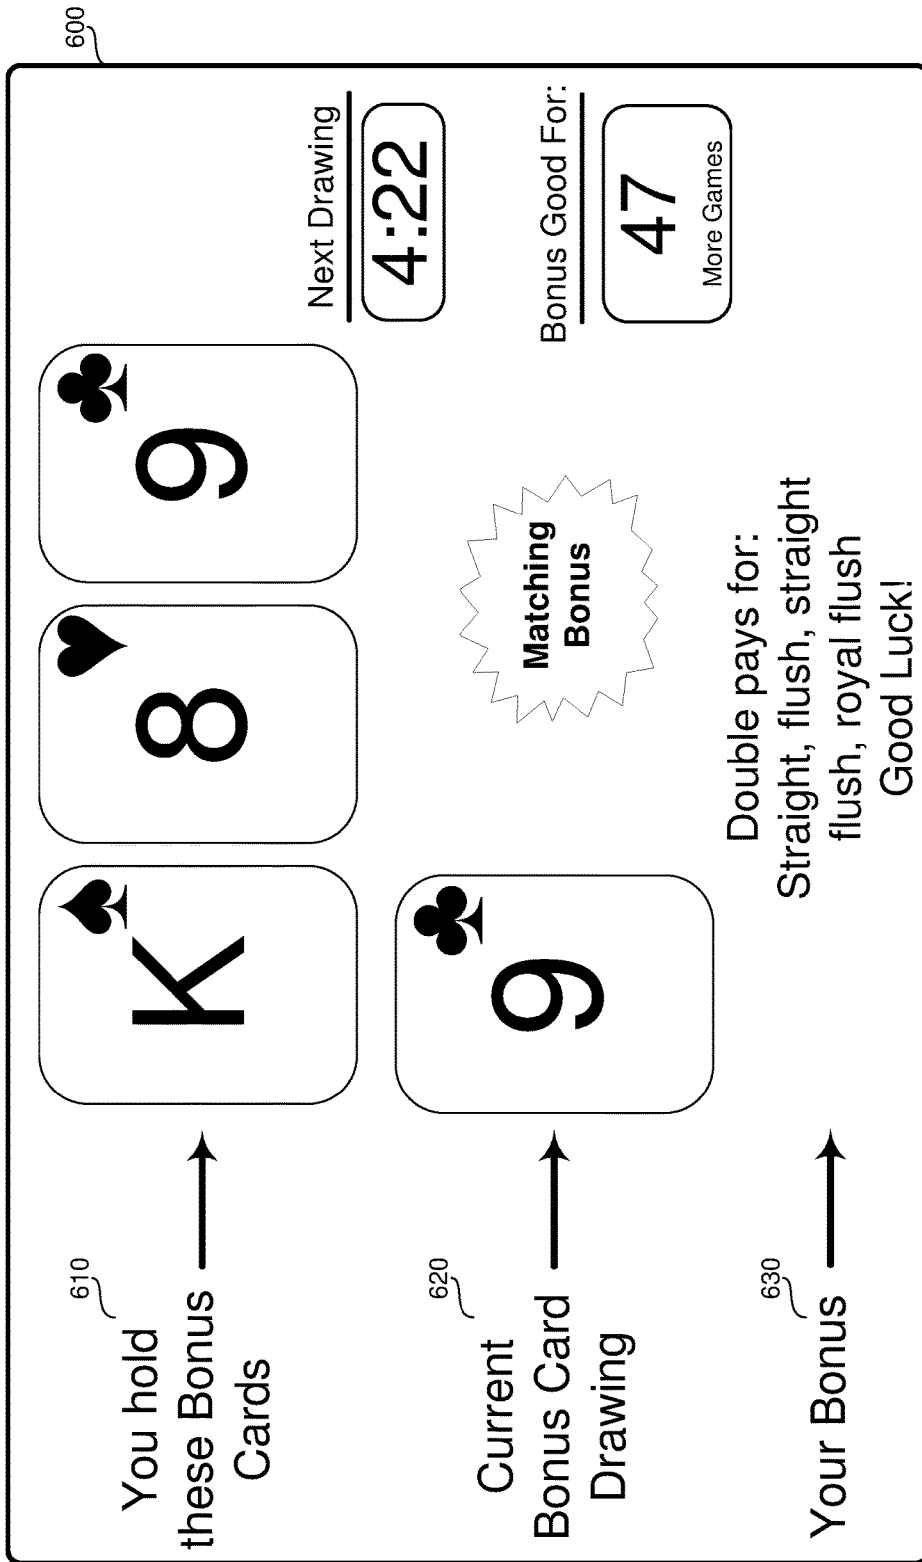 600
610
You hold
these Bonus
Cards
K
8
9
Next Drawing
4:22
620
Current
Bonus Card
Drawing
9
Matching
Bonus
Bonus Good For:
47
More Games
630
Your Bonus
Double pays for:
Straight, flush, straight
flush, royal flush
Good Luck!